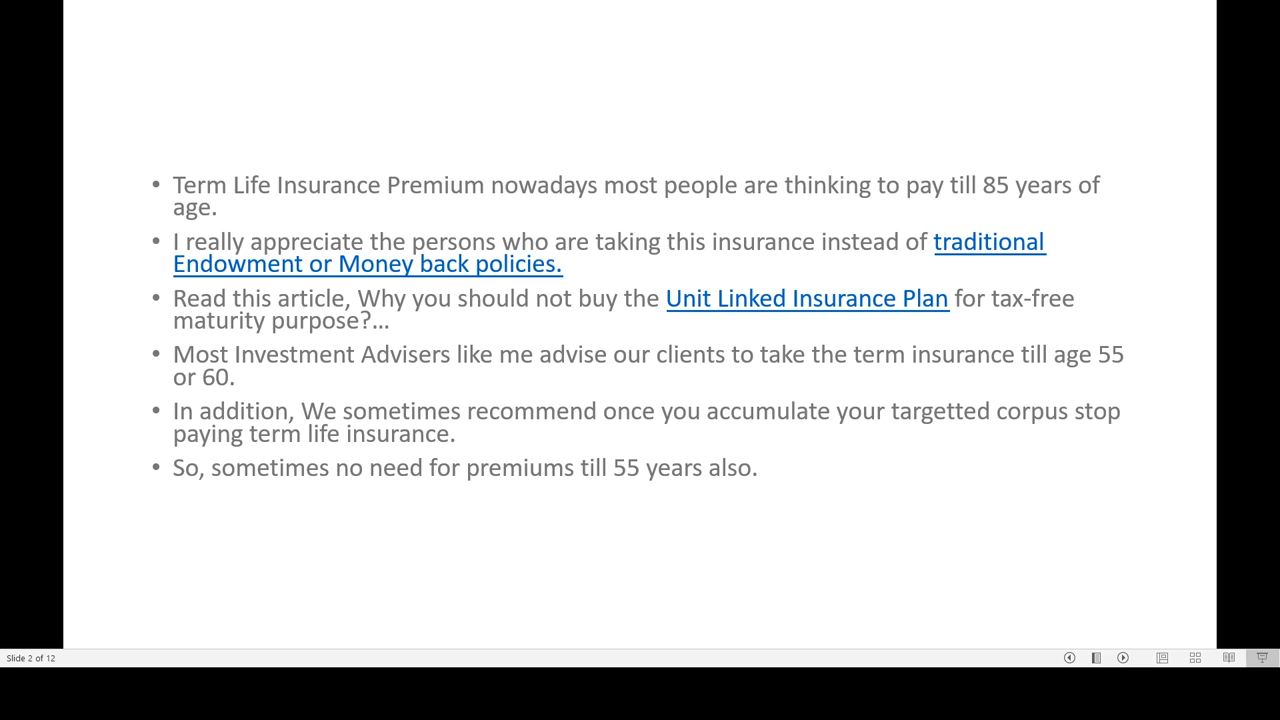 • Term Life Insurance Premium nowadays most people are thinking to pay till 85 years of
age.
• I really appreciate the persons who are taking this insurance instead of traditional
Endowment or Money back policies.
• Read this article, Why you should not buy the Unit Linked Insurance Plan for tax-free
maturity purpose?...
• Most Investment Advisers like me advise our clients to take the term insurance till age 55
or 60.
• In addition, We sometimes recommend once you accumulate your targetted corpus stop
paying term life insurance.
• So, sometimes no need for premiums till 55 years also.
Slide 2 of 12